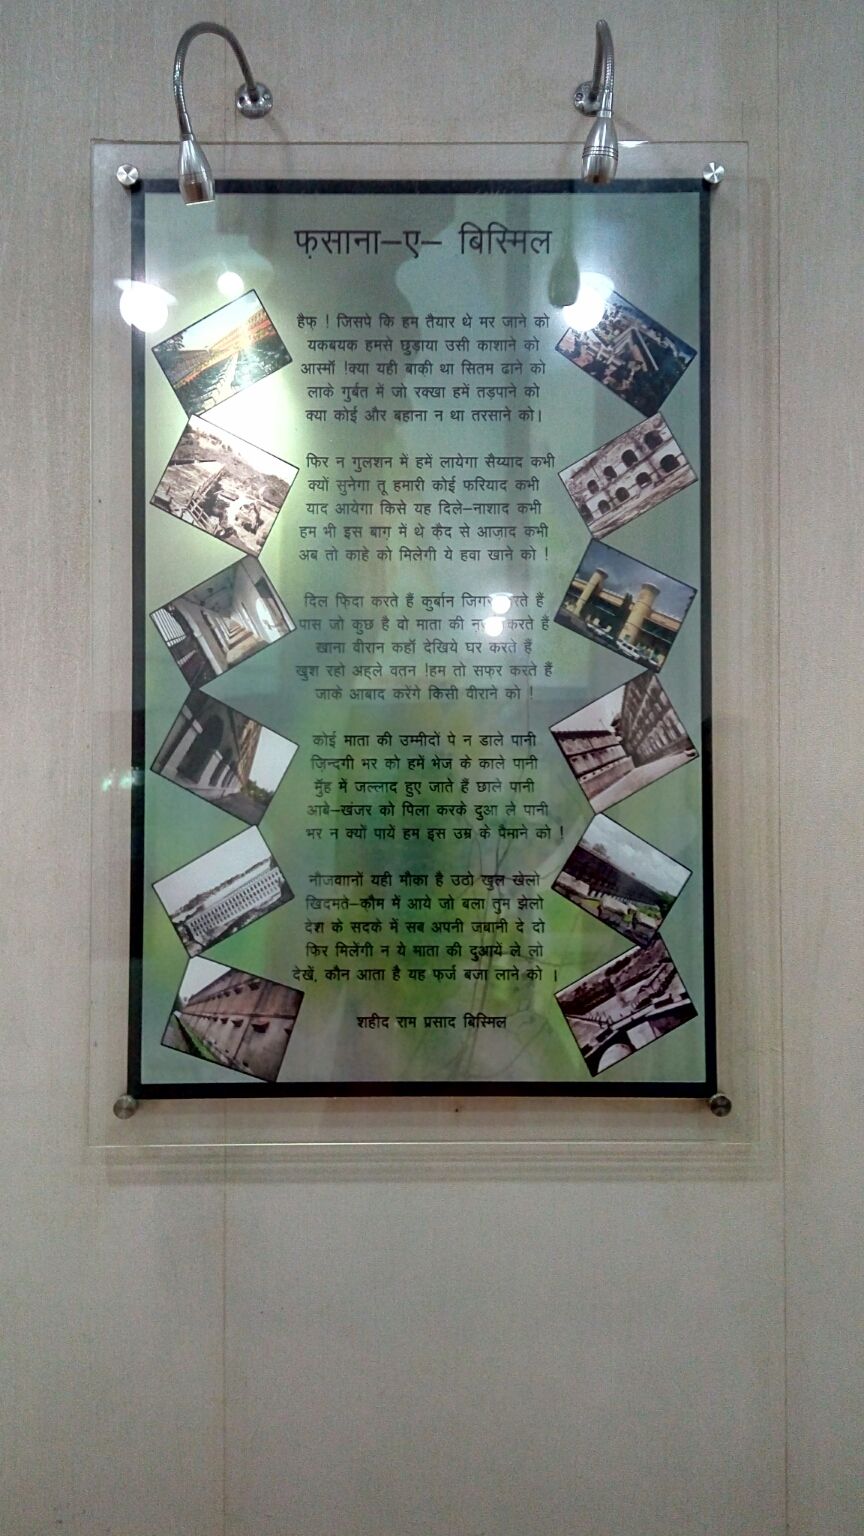 फ़साना–ए– बिस्मिल
हैफ़ ! जिसपे कि हम तैयार थे मर जाने को
यकबयक हमसे छुड़ाया उसी काशाने को
आस्मॉं !क्या यही बाकी था सितम ढाने को
लाके गुर्बत में जो रक्खा हमें तड़पाने को
क्या कोई और बहाना न था तरसाने को।
फिर न गुलशन में हमें लायेगा सैय्याद कभी
क्यों सुनेगा तू हमारी कोई फरियाद कभी
याद आयेगा किसे यह दिले–नाशाद कभी
हम भी इस बाग़ में थे क़ैद से आज़ाद कभी
अब तो काहे को मिलेगी ये हवा खाने को !
दिल फ़िदा करते हैं कुर्बान करते हैं
पास जो कुछ है वो माता की करते हैं
खाना वीरान कहॉं देखिये घर करते हैं
खुश रहो अहले वतन !हम तो सफ़र करते हैं
जाके आबाद करेंगे किसी वीराने को !
कोई माता की उम्मीदों पे न डाले पानी
ज़िन्दगी भर को हमें भेज के काले पानी
मुँह में जल्लाद हुए जाते हैं छाले पानी
आबे–खंजर को पिला करके दुआ ले पानी
भर न क्यों पायें हम इस उम्र के पैमाने को !
नौजवाानों यही मौका है उठो खुल खेलो
खिदमते–क़ौम में आये जो बला तुम झेलो
देश के सदके में सब अपनी जबानी दे दो
फिर मिलेंगी न ये माता की दुआयें ले लो
देखें, कौन आता है यह फ़र्ज बजा लाने को ।
शहीद राम प्रसाद बिस्मिल